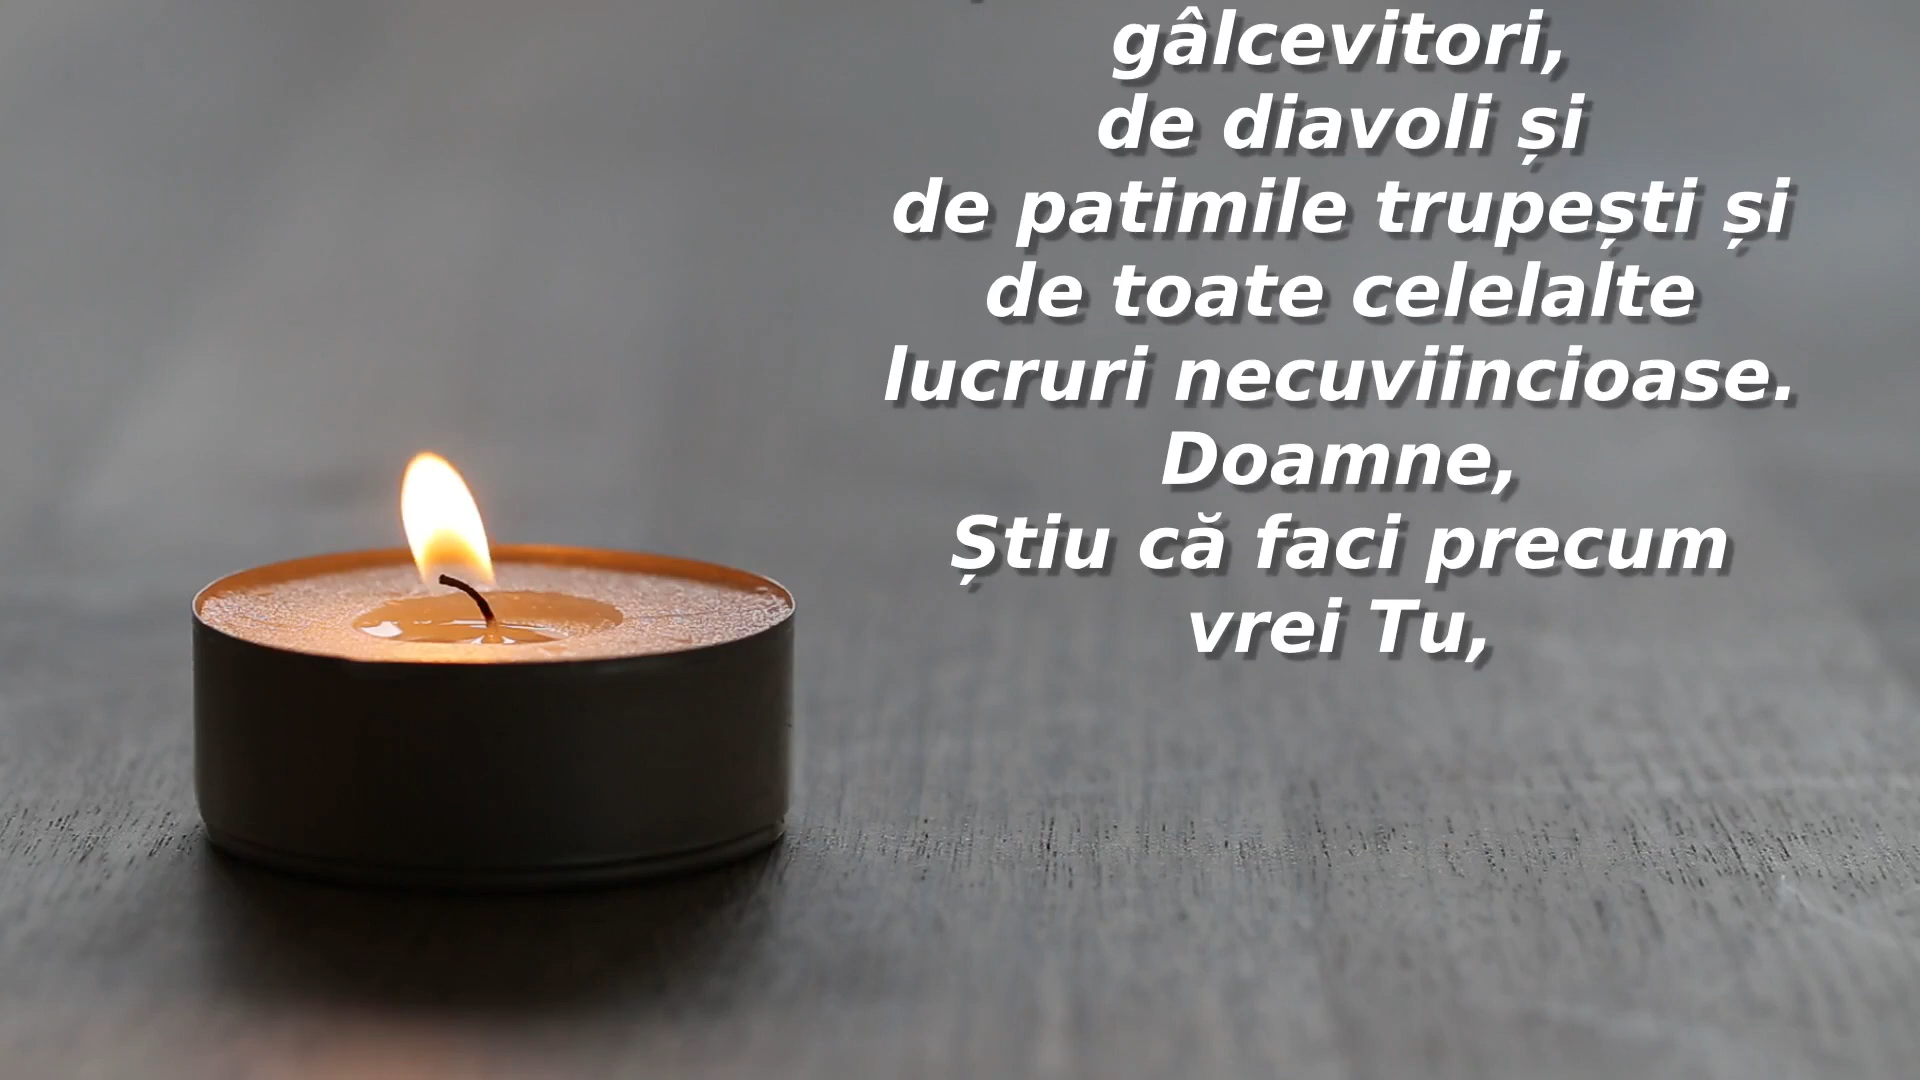 gâlcevitori,
de diavoli și
de patimile trupești și
de toate celelalte
lucruri necuviincioase.
Doamne,
Știu că faci precum
vrei Tu,